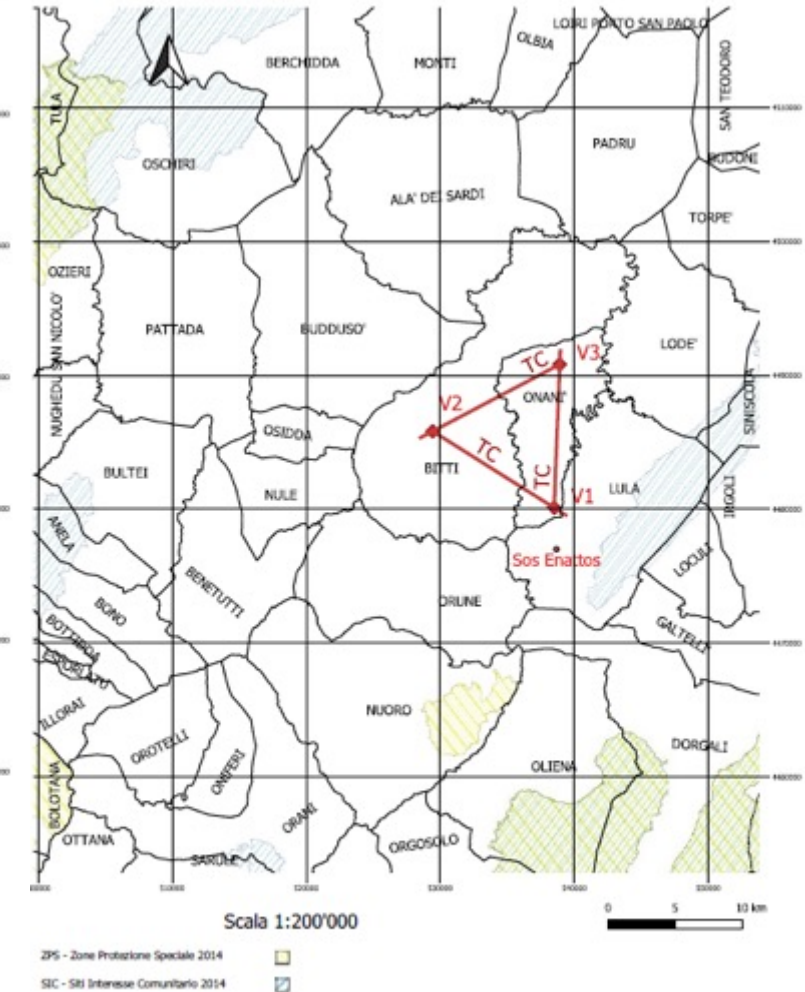 LOIRI PORTO SAN PAOLO
OLBIA
BERCHIDDA
MONTI
SAN TEODORO
TULA
PADRU
BUDONI
OSCHIRI
ALA' DEI SARDI
TORPE'
OZIERI
PATTADA
BUDDUSO'
LODE'
NUGHEDU SAN NICOLO'
TC
V3
ONANI'
V2
SINISCOLA
OSIDDA
TC
BITTI
BULTEI
NULE
TC
V1
LULA
IRGOLI
ANELA
Sos Enattos
LOCULI
BENETUTTI
BONO
ORUNE
BOTTIDDA
GALTELLI'
ESPORLATU
ILLORAI
NUORO
OROTELLI
ONIFERI
DORGALI
OLIENA
BOLOTANA
ORANI
OTTANA
ORGOSOLO
SARULE
Scala 1:200'000
0 5 10 km
ZPS - Zone Protezione Speciale 2014
SIC - Siti Interesse Comunitario 2014